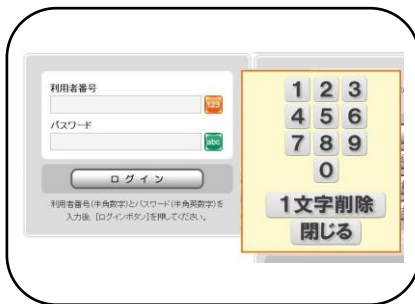 利用者番号
123
パスワード
abc
ログイン
利用者番号(半角数字)とパスワード(半角英数字)を
入力後、[ログインボタン]を押してください。
1 2 3
4 5 6
7 8 9
0
1文字削除
閉じる